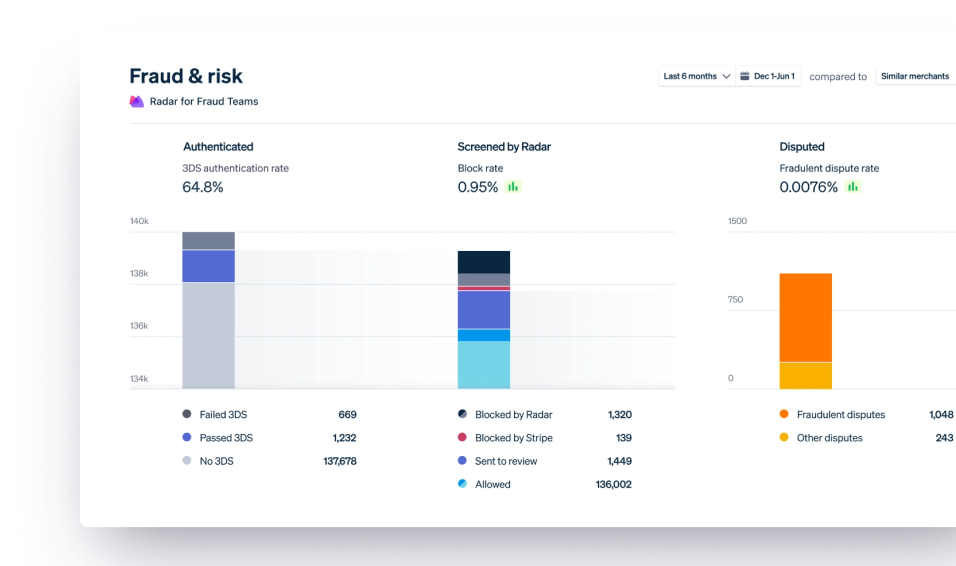 Fraud & risk
Last 6 months Dec 1-Jun 1 compared to Similar merchants
Radar for Fraud Teams
Authenticated
3DS authentication rate
64.8%
140k
138k
136k
134k
Failed 3DS 669
Passed 3DS 1,232
No 3DS 137,678
Screened by Radar
Block rate
0.95%
Blocked by Radar 1,320
Blocked by Stripe 139
Sent to review 1,449
Allowed 136,002
Disputed
Fradulent dispute rate
0.0076%
1500
750
0
Fraudulent disputes 1,048
Other disputes 243